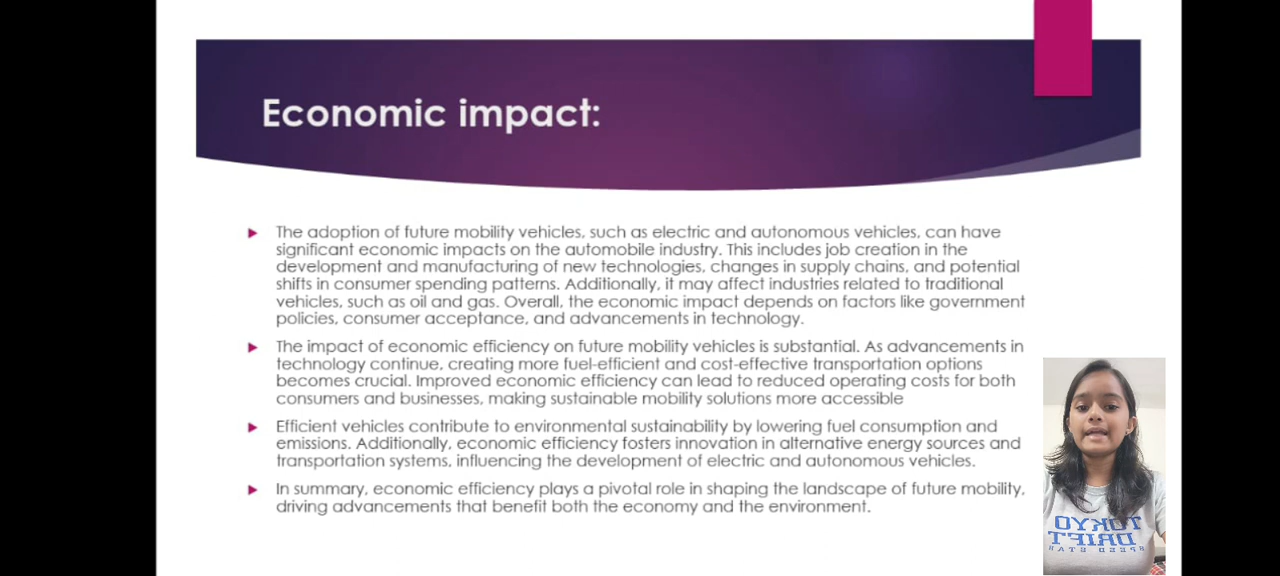 Economic impact:
The adoption of future mobility vehicles, such as electric and autonomous vehicles, can have
significant economic impacts on the automobile industry. This includes job creation in the
development and manufacturing of new technologies, changes in supply chains, and potential
shifts in consumer spending patterns. Additionally, it may affect industries related to traditional
vehicles, such as oil and gas. Overall, the economic impact depends on factors like government
policies, consumer acceptance, and advancements in technology.
The impact of economic efficiency on future mobility vehicles is substantial. As advancements in
technology continue, creating more fuel-efficient and cost-effective transportation options
becomes crucial. Improved economic efficiency can lead to reduced operating costs for both
consumers and businesses, making sustainable mobility solutions more accessible
Efficient vehicles contribute to environmental sustainability by lowering fuel consumption and
emissions. Additionally, economic efficiency fosters innovation in alternative energy sources and
transportation systems, influencing the development of electric and autonomous vehicles.
In summary, economic efficiency plays a pivotal role in shaping the landscape of future mobility,
driving advancements that benefit both the economy and the environment.
TOKYO
DRIFT
SPEED STAR